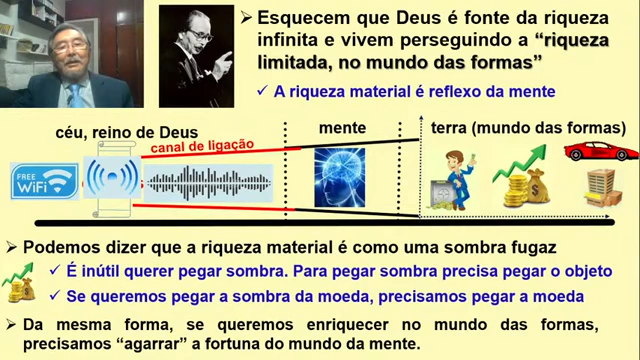 ➢ Esquecem que Deus é fonte da riqueza
infinita e vivem perseguindo a “riqueza
limitada, no mundo das formas”
✓ A riqueza material é reflexo da mente
céu, reino de Deus
canal de ligação
mente
terra (mundo das formas)
FREE
WiFi
➢ Podemos dizer que a riqueza material é como uma sombra fugaz
✓ É inútil querer pegar sombra. Para pegar sombra precisa pegar o objeto
✓ Se queremos pegar a sombra da moeda, precisamos pegar a moeda
➢ Da mesma forma, se queremos enriquecer no mundo das formas,
precisamos “agarrar” a fortuna do mundo da mente.